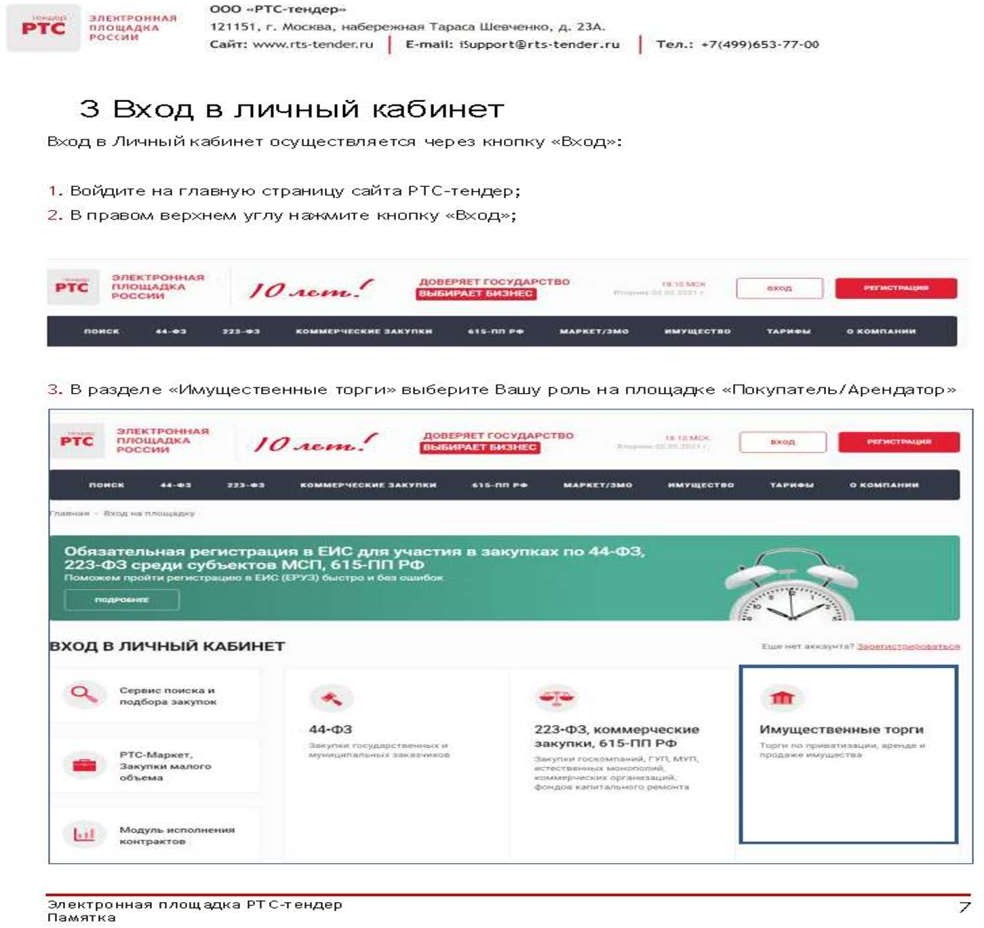 тендер
РТС
ЭЛЕКТРОННАЯ
ПЛОЩАДКА
РОССИИ
ООО «РТС-тендер»
121151, г. Москва, набережная Тараса Шевченко, д. 23А.
Сайт: www.rts-tender.ru | E-mail: iSupport@rts-tender.ru | Тел.: +7(499)653-77-00
3 Вход в личный кабинет
Вход в Личный кабинет осуществляется через кнопку «Вход»:
1. Войдите на главную страницу сайта РТС-тендер;
2. В правом верхнем углу нажмите кнопку «Вход»;
РТС
ЭЛЕКТРОННАЯ
ПЛОЩАДКА
РОССИИ
10 лет!
ДОВЕРЯЕТ ГОСУДАРСТВО
ВЫБИРАЕТ БИЗНЕС
18:10 МСК
ВХОД
РЕГИСТРАЦИЯ
ПОИСК 44-ФЗ 223-ФЗ КОММЕРЧЕСКИЕ ЗАКУПКИ 615-ПП РФ МАРКЕТ/ЗМО ИМУЩЕСТВО ТАРИФЫ О КОМПАНИИ
3. В разделе «Имущественные торги» выберите Вашу роль на площадке «Покупатель/Арендатор»
РТС
ЭЛЕКТРОННАЯ
ПЛОЩАДКА
РОССИИ
10 лет!
ДОВЕРЯЕТ ГОСУДАРСТВО
ВЫБИРАЕТ БИЗНЕС
18:10 МСК
ВХОД
РЕГИСТРАЦИЯ
ПОИСК 44-ФЗ 223-ФЗ КОММЕРЧЕСКИЕ ЗАКУПКИ 615-ПП РФ МАРКЕТ/ЗМО ИМУЩЕСТВО ТАРИФЫ О КОМПАНИИ
Главная - Вход на площадку
Обязательная регистрация в ЕИС для участия в закупках по 44-ФЗ,
223-ФЗ среди субъектов МСП, 615-ПП РФ
Поможем пройти регистрацию в ЕИС (ЕРУЗ) быстро и без ошибок
ПОДРОБНЕЕ
ВХОД В ЛИЧНЫЙ КАБИНЕТ
Еще нет аккаунта? Зарегистрироваться
Сервис поиска и
подбора закупок
РТС-Маркет,
Закупки малого
объема
Модуль исполнения
контрактов
44-ФЗ
Закупки государственных и
муниципальных заказчиков
223-ФЗ, коммерческие
закупки, 615-ПП РФ
Закупки госкомпаний, ГУП, МУП,
естественных монополий,
коммерческих организаций,
фондов капитального ремонта
Имущественные торги
Торги по приватизации, аренде и
продаже имущества
Электронная площадка РТС-тендер
Памятка
7